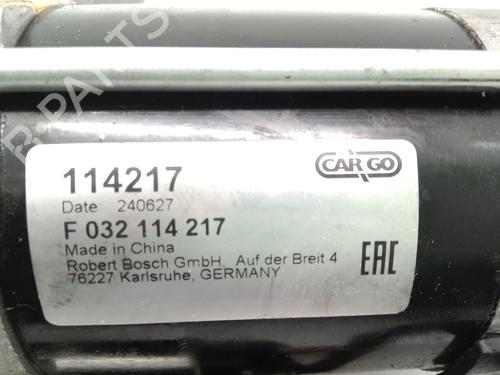 B-PARTS
CARGO
114217
Date 240627
F 032 114 217
Made in China
Robert Bosch GmbH, Auf der Breit 4
76227 Karlsruhe, GERMANY
EAC